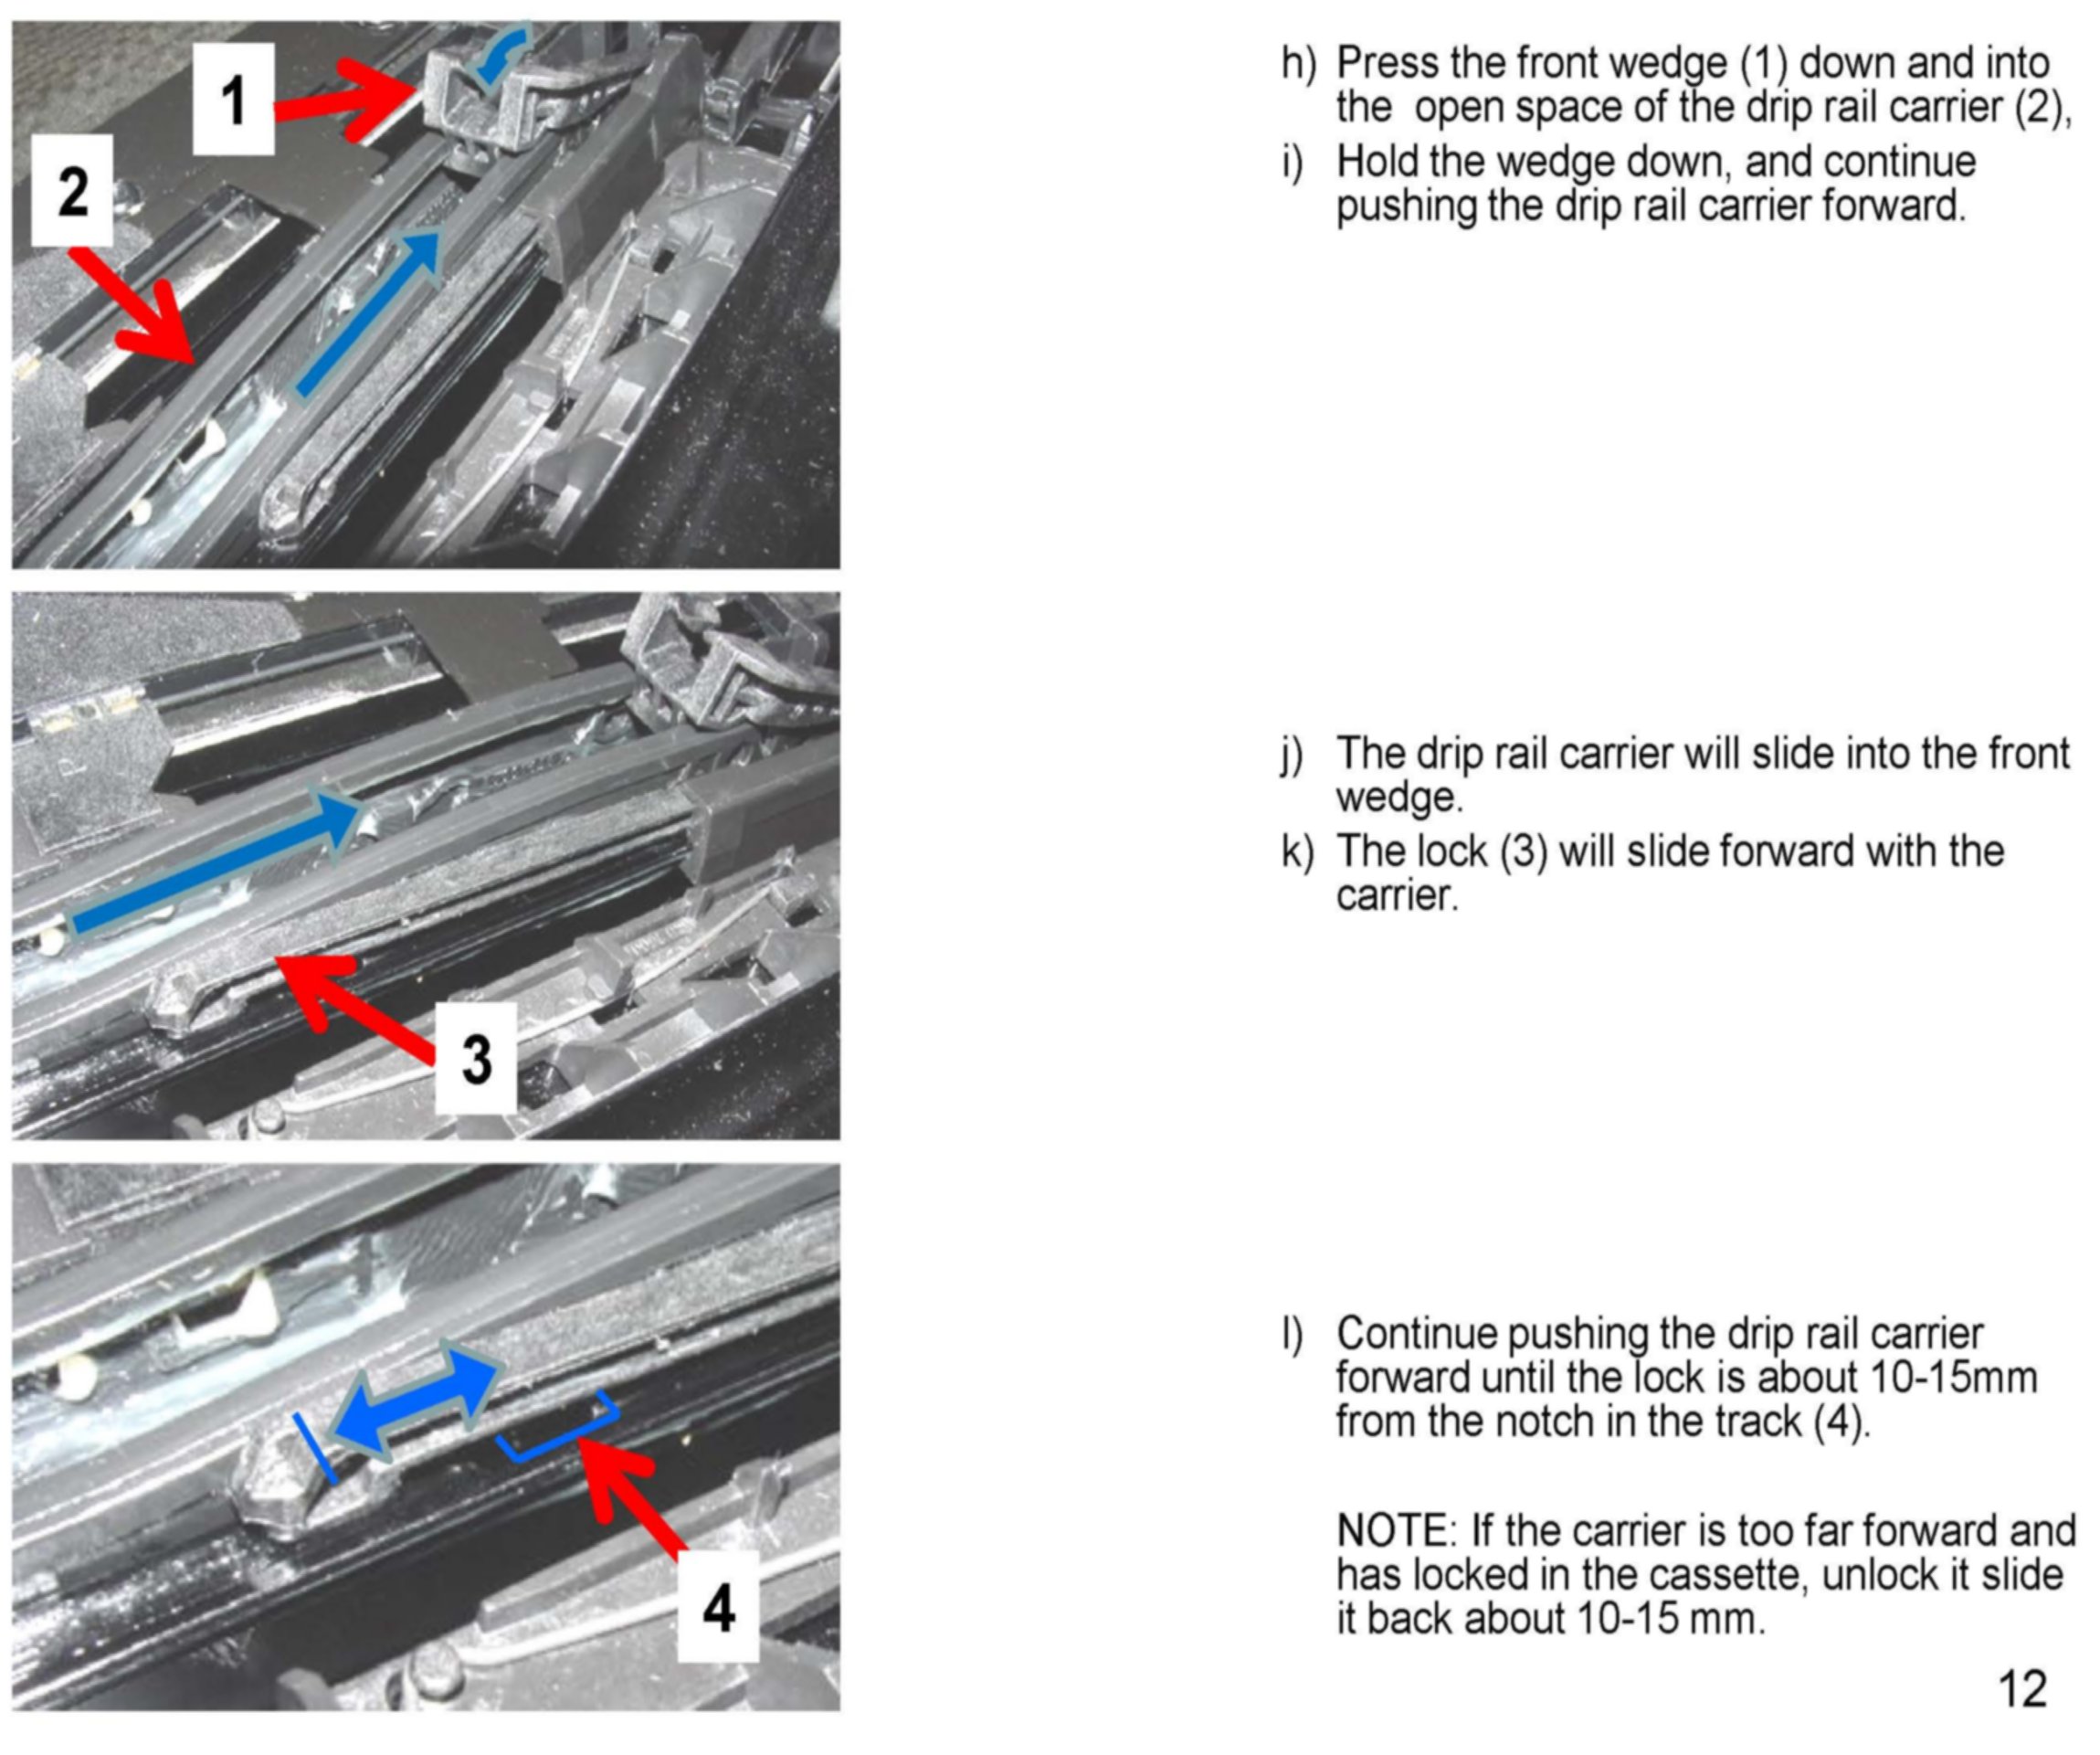 1
2
h) Press the front wedge (1) down and into
the open space of the drip rail carrier (2),
i) Hold the wedge down, and continue
pushing the drip rail carrier forward.
3
j) The drip rail carrier will slide into the front
wedge.
k) The lock (3) will slide forward with the
carrier.
4
l) Continue pushing the drip rail carrier
forward until the lock is about 10-15mm
from the notch in the track (4).
NOTE: If the carrier is too far forward and
has locked in the cassette, unlock it slide
it back about 10-15 mm.
12